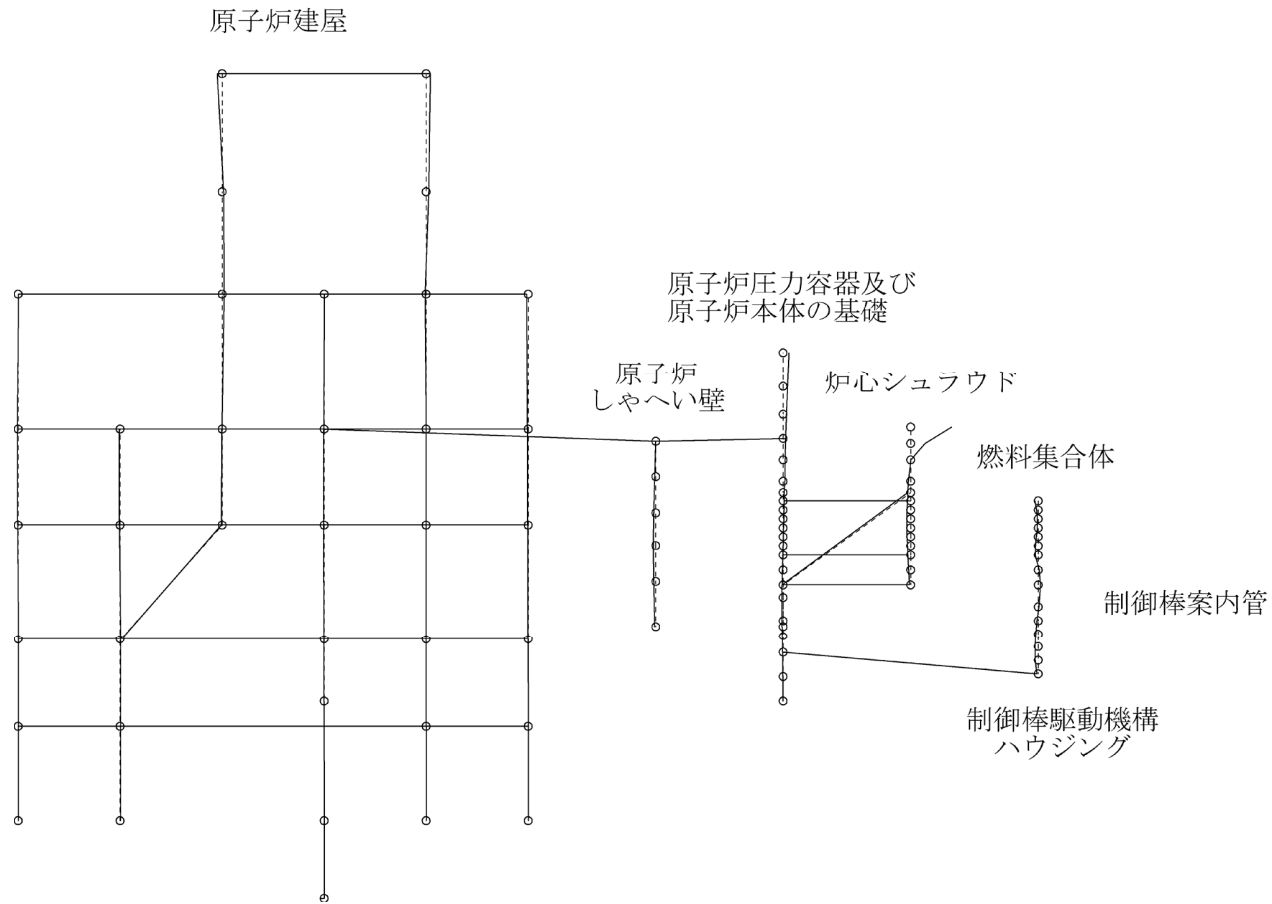 原子炉建屋
原子炉圧力容器及び
原子炉本体の基礎
原子炉
しゃへい壁
炉心シュラウド
燃料集合体
制御棒案内管
制御棒駆動機構
ハウジング